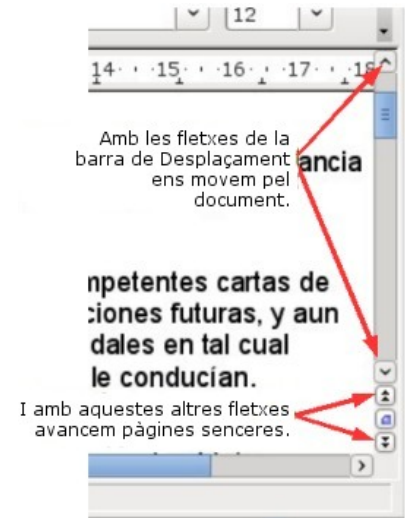 12
14 · · 15 · · 16 · · 17 · · 18
Amb les fletxes de la
barra de Desplaçament
ens movem pel
document.
ancia
mpetentes cartas de
ciones futuras, y aun
dales en tal cual
le conducían.
I amb aquestes altres fletxes
avancem pàgines senceres.